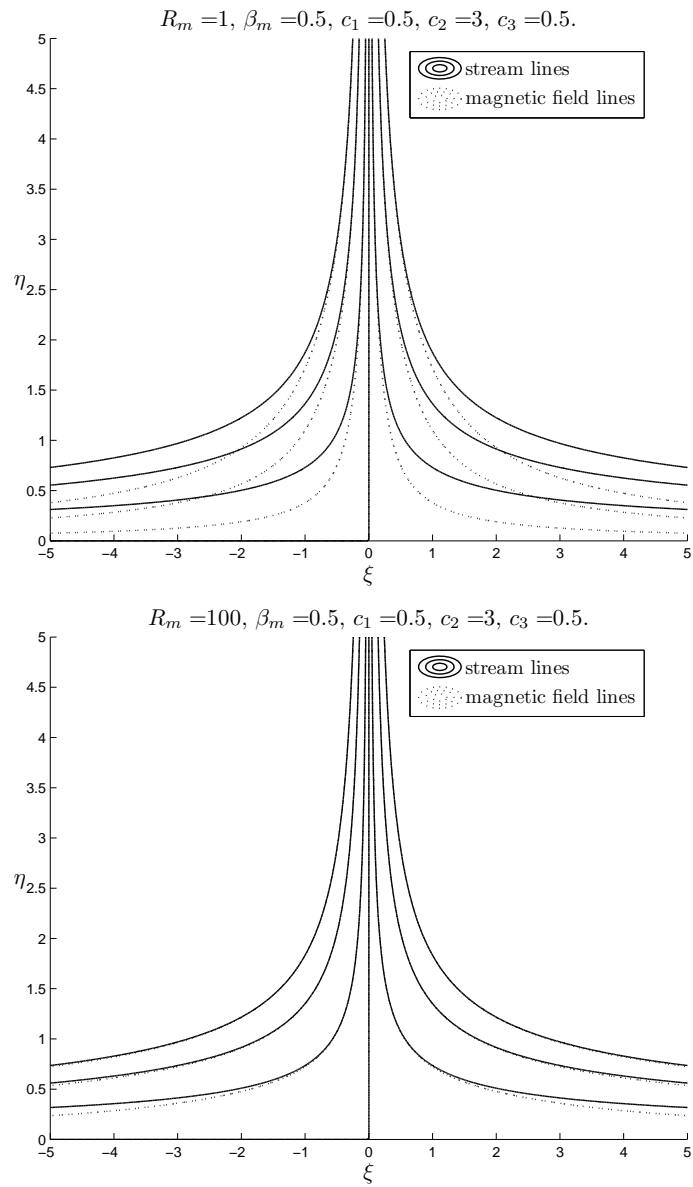 R_m =1, β_m =0.5, c_1 =0.5, c_2 =3, c_3 =0.5.
5
4.5
4
3.5
3
η
2.5
2
1.5
1
0.5
0
stream lines
magnetic field lines
−5 −4 −3 −2 −1 0 1 2 3 4 5
ξ
R_m =100, β_m =0.5, c_1 =0.5, c_2 =3, c_3 =0.5.
5
4.5
4
3.5
3
η
2.5
2
1.5
1
0.5
0
stream lines
magnetic field lines
−5 −4 −3 −2 −1 0 1 2 3 4 5
ξ